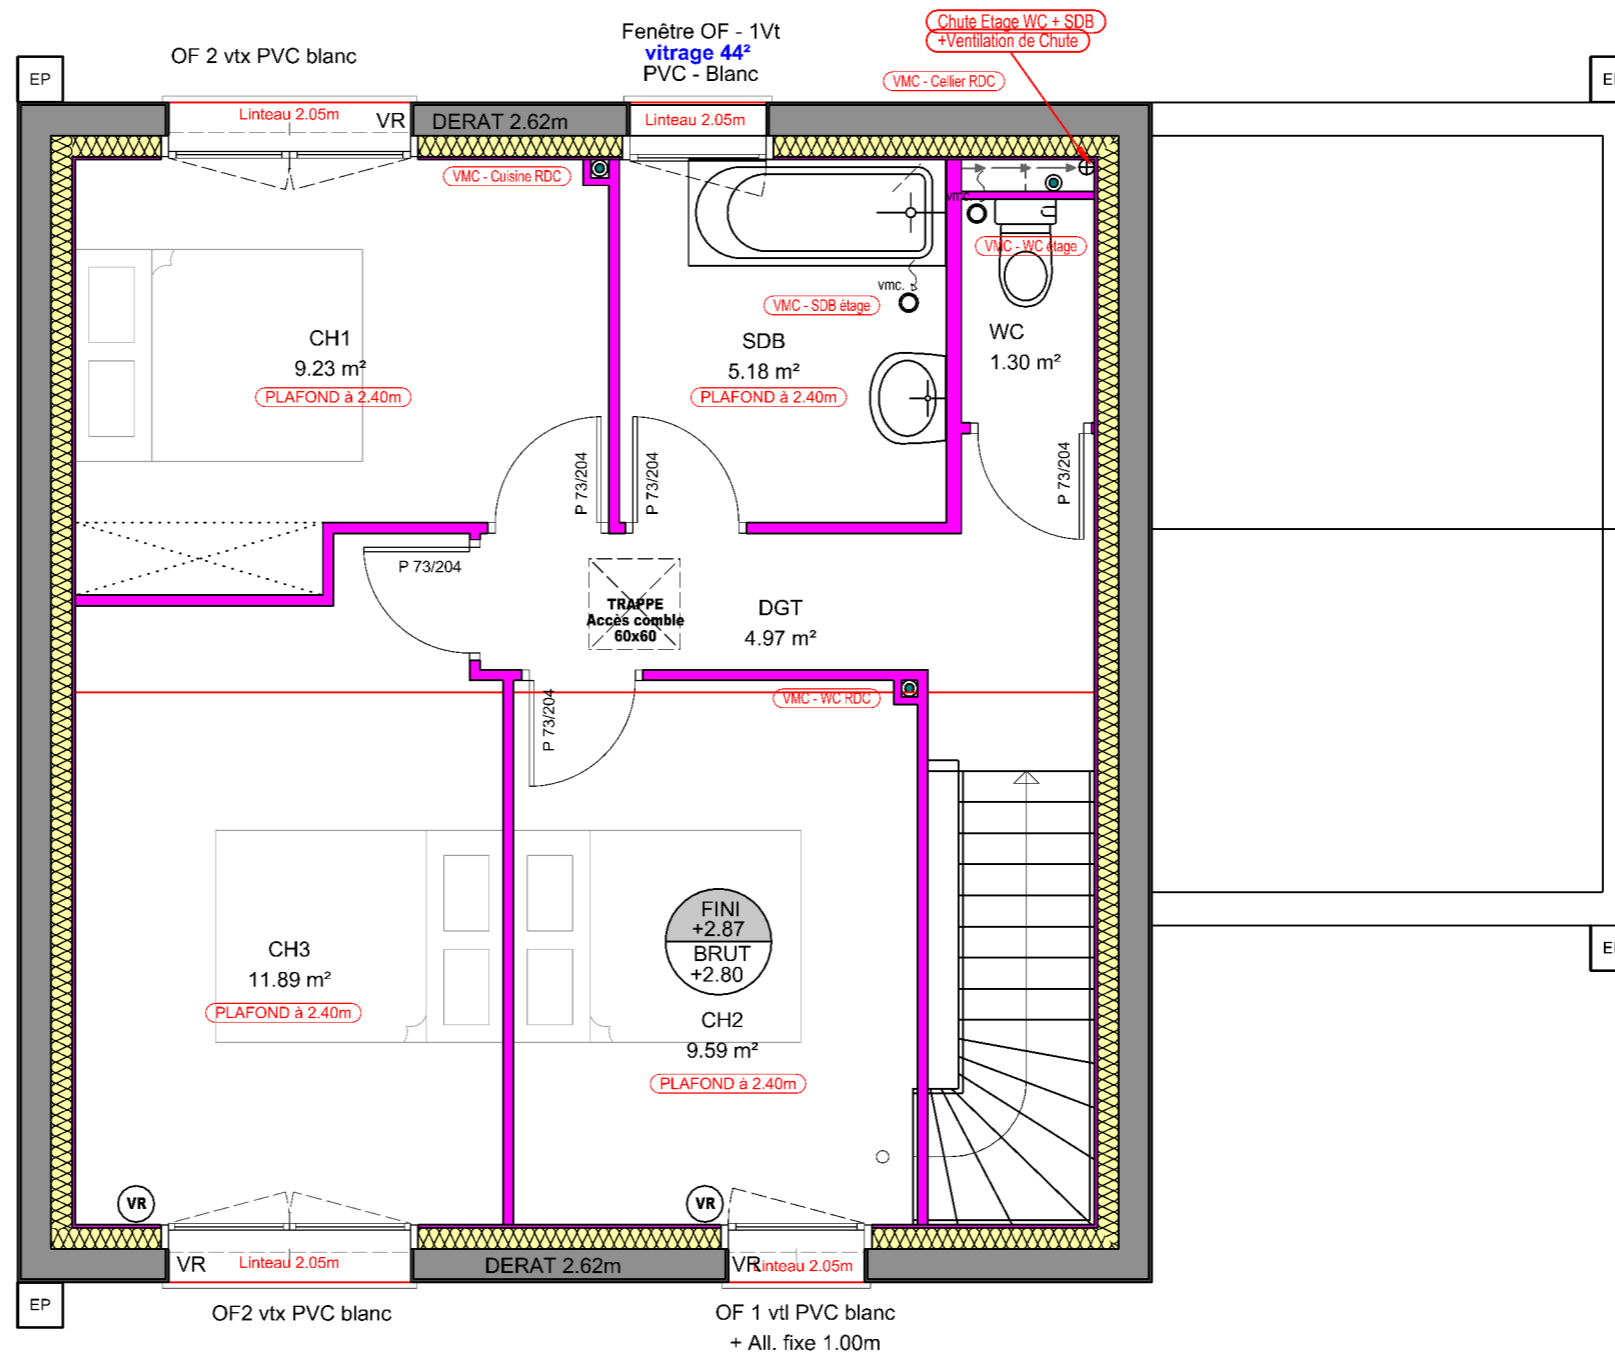 Chute Etage WC + SDB
+Ventilation de Chute
Fenêtre OF - 1Vt
vitrage 44²
PVC - Blanc
OF 2 vtx PVC blanc
VMC - Cellier RDC
EP
Linteau 2.05m
VR
DERAT 2.62m
Linteau 2.05m
VMC - Cuisine RDC
vmc.
VMC - WC étage
vmc.
VMC - SDB étage
CH1
9.23 m²
PLAFOND à 2.40m
SDB
5.18 m²
PLAFOND à 2.40m
WC
1.30 m²
P 73/204
P 73/204
P 73/204
P 73/204
TRAPPE
Accès comble
60x60
DGT
4.97 m²
P 73/204
VMC - WC RDC
FINI
+2.87
BRUT
+2.80
CH3
11.89 m²
PLAFOND à 2.40m
CH2
9.59 m²
PLAFOND à 2.40m
VR
VR
VR
Linteau 2.05m
DERAT 2.62m
VR
Linteau 2.05m
EP
OF2 vtx PVC blanc
OF 1 vtl PVC blanc
+ All. fixe 1.00m